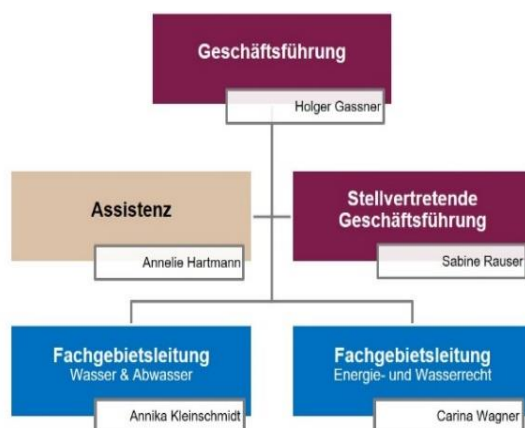 Geschäftsführung
Holger Gassner
Assistenz
Annelie Hartmann
Stellvertretende
Geschäftsführung
Sabine Rauser
Fachgebietsleitung
Wasser & Abwasser
Annika Kleinschmidt
Fachgebietsleitung
Energie- und Wasserrecht
Carina Wagner